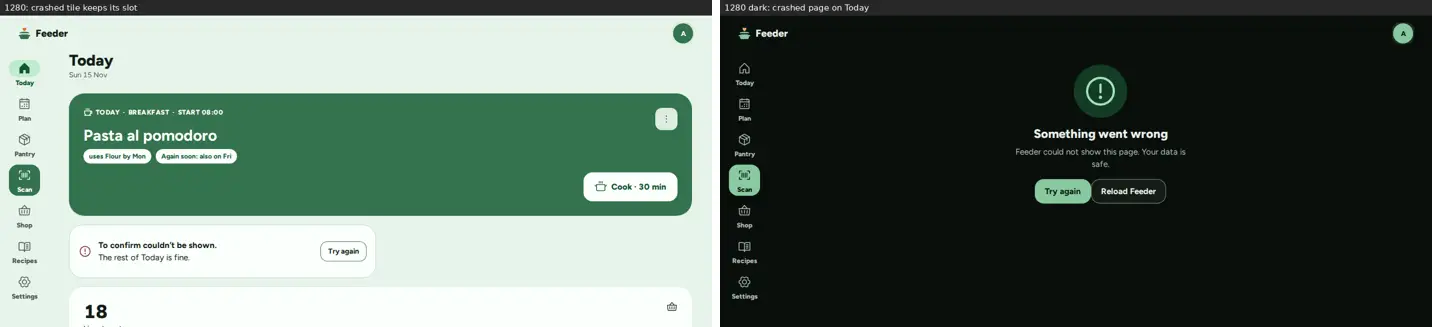 1280: crashed tile keeps its slot
Feeder
A
Today
Sun 15 Nov
Today
Plan
Pantry
Scan
Shop
Recipes
Settings
TODAY · BREAKFAST · START 08:00
Pasta al pomodoro
uses Flour by Mon
Again soon: also on Fri
Cook · 30 min
To confirm couldn't be shown.
The rest of Today is fine.
Try again
18
1280 dark: crashed page on Today
Feeder
A
Today
Plan
Pantry
Scan
Shop
Recipes
Settings
Something went wrong
Feeder could not show this page. Your data is
safe.
Try again
Reload Feeder